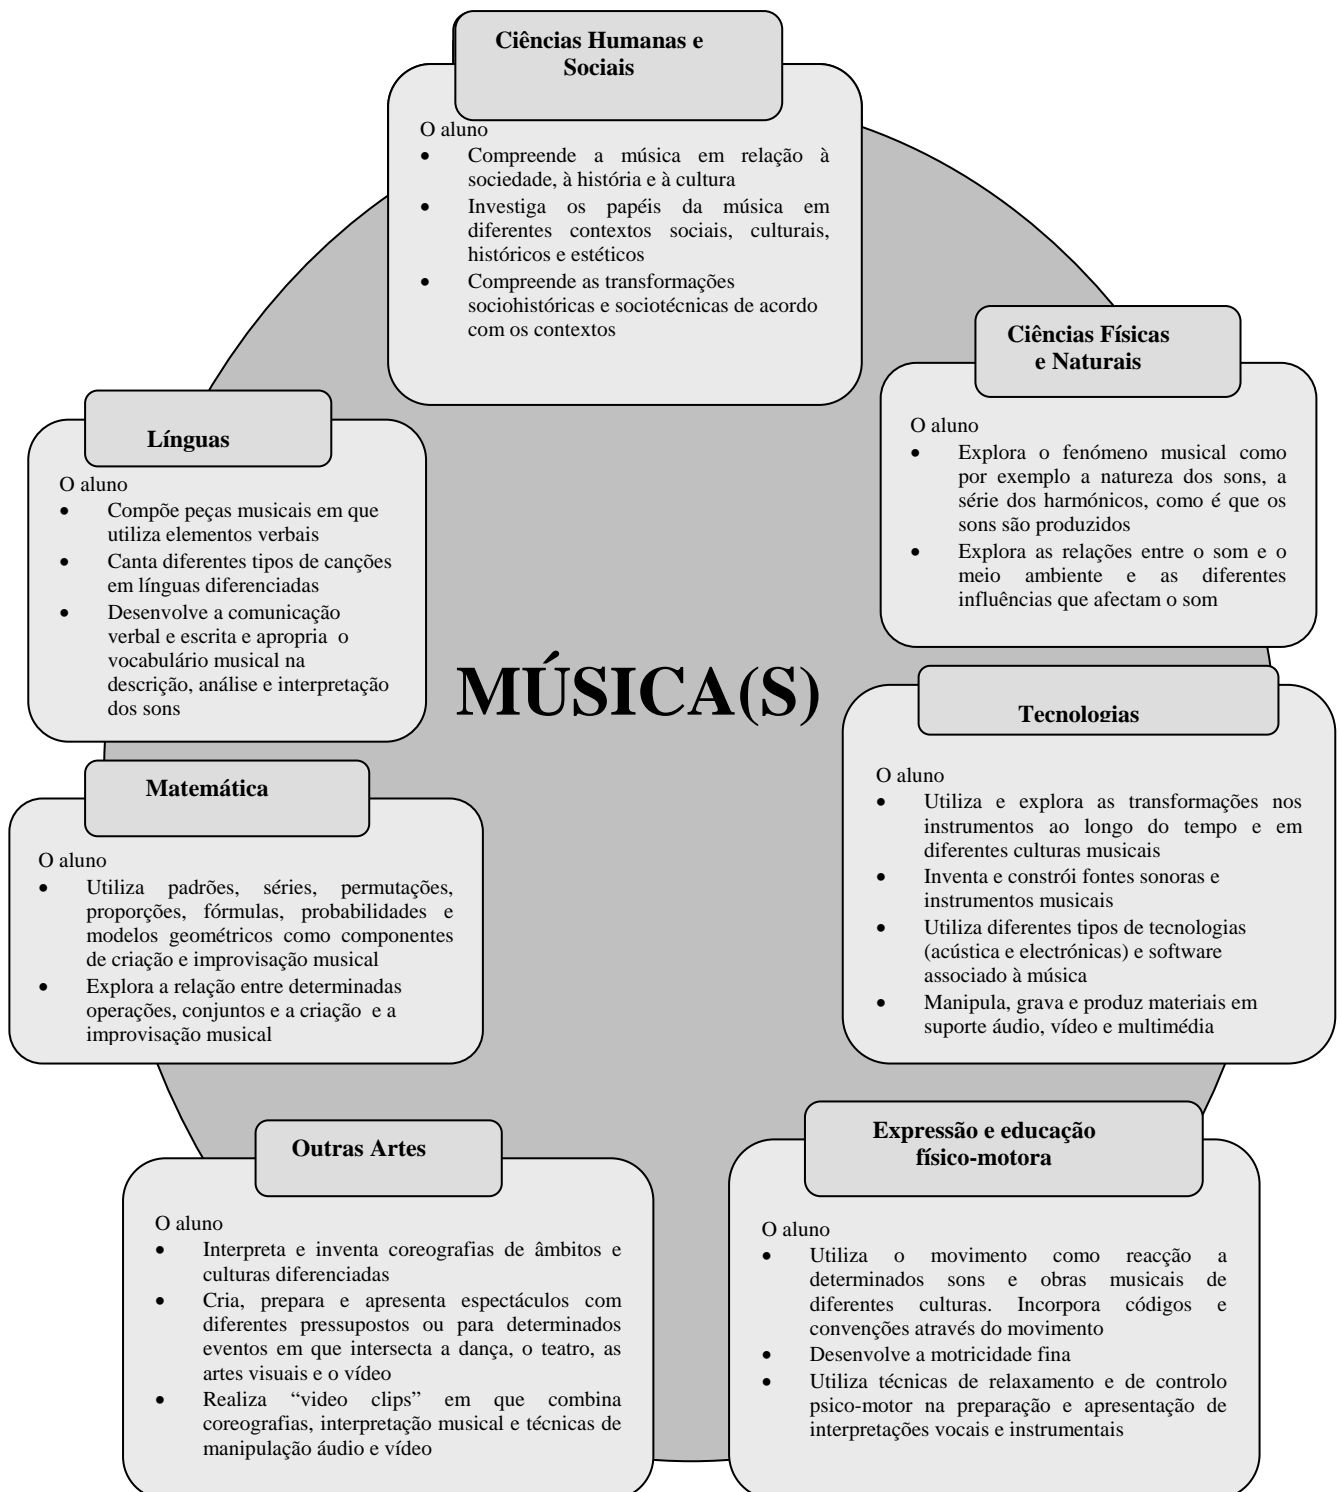 Ciências Humanas e
Sociais
O aluno
• Compreende a música em relação à
sociedade, à história e à cultura
• Investiga os papéis da música em
diferentes contextos sociais, culturais,
históricos e estéticos
• Compreende as transformações
sociohistóricas e sociotécnicas de acordo
com os contextos
Ciências Físicas
e Naturais
O aluno
• Explora o fenómeno musical como
por exemplo a natureza dos sons, a
série dos harmónicos, como é que os
sons são produzidos
• Explora as relações entre o som e o
meio ambiente e as diferentes
influências que afectam o som
Línguas
O aluno
• Compõe peças musicais em que
utiliza elementos verbais
• Canta diferentes tipos de canções
em línguas diferenciadas
• Desenvolve a comunicação
verbal e escrita e apropria o
vocabulário musical na
descrição, análise e interpretação
dos sons
MÚSICA(S)
Tecnologias
O aluno
• Utiliza e explora as transformações nos
instrumentos ao longo do tempo e em
diferentes culturas musicais
• Inventa e constrói fontes sonoras e
instrumentos musicais
• Utiliza diferentes tipos de tecnologias
(acústica e electrónicas) e software
associado à música
• Manipula, grava e produz materiais em
suporte áudio, vídeo e multimédia
Matemática
O aluno
• Utiliza padrões, séries, permutações,
proporções, fórmulas, probabilidades e
modelos geométricos como componentes
de criação e improvisação musical
• Explora a relação entre determinadas
operações, conjuntos e a criação e a
improvisação musical
Outras Artes
O aluno
• Interpreta e inventa coreografias de âmbitos e
culturas diferenciadas
• Cria, prepara e apresenta espectáculos com
diferentes pressupostos ou para determinados
eventos em que intersecta a dança, o teatro, as
artes visuais e o vídeo
• Realiza “video clips” em que combina
coreografias, interpretação musical e técnicas de
manipulação áudio e vídeo
Expressão e educação
físico-motora
O aluno
• Utiliza o movimento como reacção a
determinados sons e obras musicais de
diferentes culturas. Incorpora códigos e
convenções através do movimento
• Desenvolve a motricidade fina
• Utiliza técnicas de relaxamento e de controlo
psico-motor na preparação e apresentação de
interpretações vocais e instrumentais